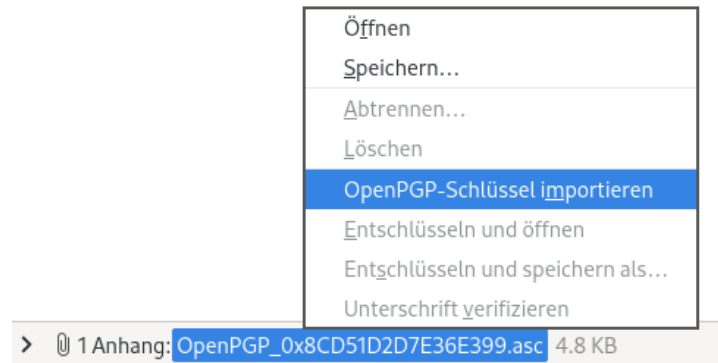 Öffnen
Speichern…
Abtrennen…
Löschen
OpenPGP-Schlüssel importieren
Entschlüsseln und öffnen
Entschlüsseln und speichern als…
Unterschrift verifizieren
1 Anhang: OpenPGP_0x8CD51D2D7E36E399.asc 4.8 KB